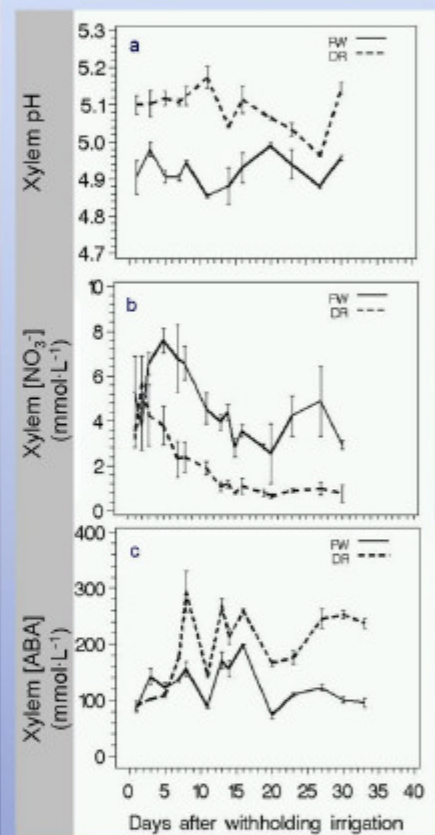 Xylem pH
5.3
5.2
5.1
5.0
4.9
4.8
4.7
a
FW
DR
Xylem [NO₃⁻]
(mmol·L⁻¹)
10
8
6
4
2
0
b
FW
DR
Xylem [ABA]
(mmol·L⁻¹)
400
300
200
100
0
c
FW
DR
0 5 10 15 20 25 30 35 40
Days after withholding irrigation